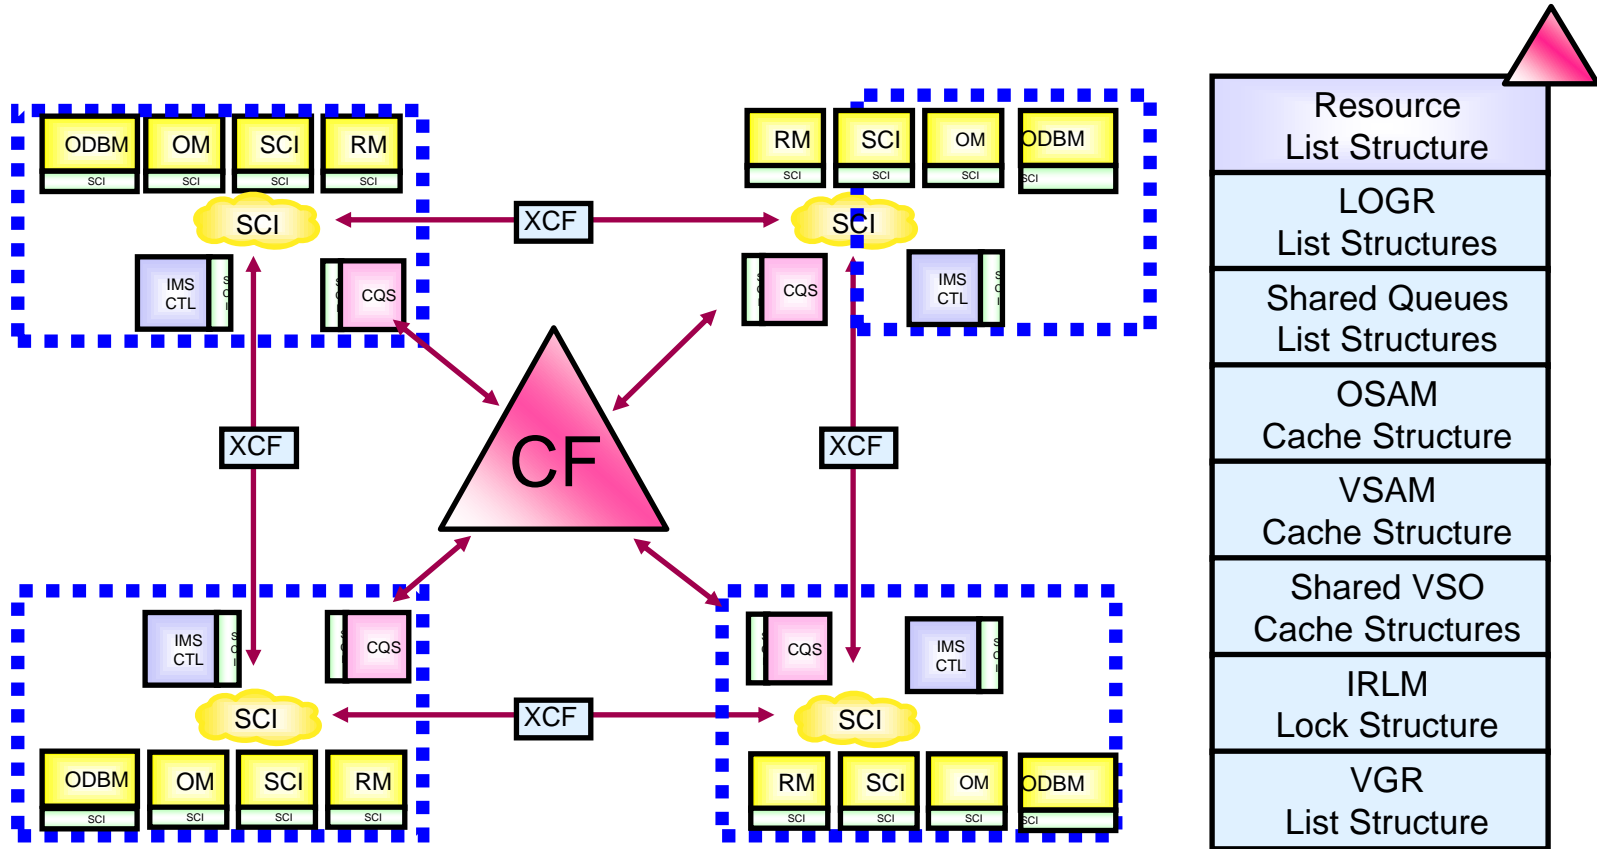 ODBM OM SCI RM
SCI SCI SCI SCI
SCI
IMS
CTL
S
C
I
CQS
XCF
RM SCI OM ODBM
SCI SCI SCI SCI
SCI
CQS
IMS
CTL
XCF
CF
XCF
IMS
CTL
CQS
SCI
ODBM OM SCI RM
SCI SCI SCI SCI
XCF
CQS
IMS
CTL
SCI
RM SCI OM ODBM
SCI SCI SCI SCI
Resource
List Structure
LOGR
List Structures
Shared Queues
List Structures
OSAM
Cache Structure
VSAM
Cache Structure
Shared VSO
Cache Structures
IRLM
Lock Structure
VGR
List Structure